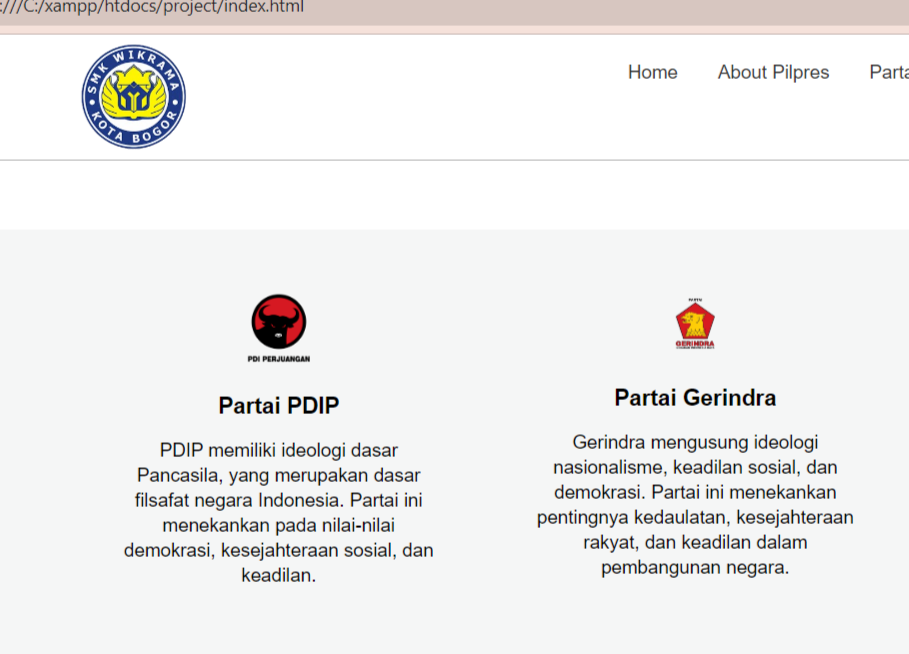 :///C:/xampp/htdocs/project/index.html
SMK WIKRAMA
KOTA BOGOR
Home About Pilpres Parta
PDI PERJUANGAN
GERINDRA
Partai PDIP
PDIP memiliki ideologi dasar
Pancasila, yang merupakan dasar
filsafat negara Indonesia. Partai ini
menekankan pada nilai-nilai
demokrasi, kesejahteraan sosial, dan
keadilan.
Partai Gerindra
Gerindra mengusung ideologi
nasionalisme, keadilan sosial, dan
demokrasi. Partai ini menekankan
pentingnya kedaulatan, kesejahteraan
rakyat, dan keadilan dalam
pembangunan negara.